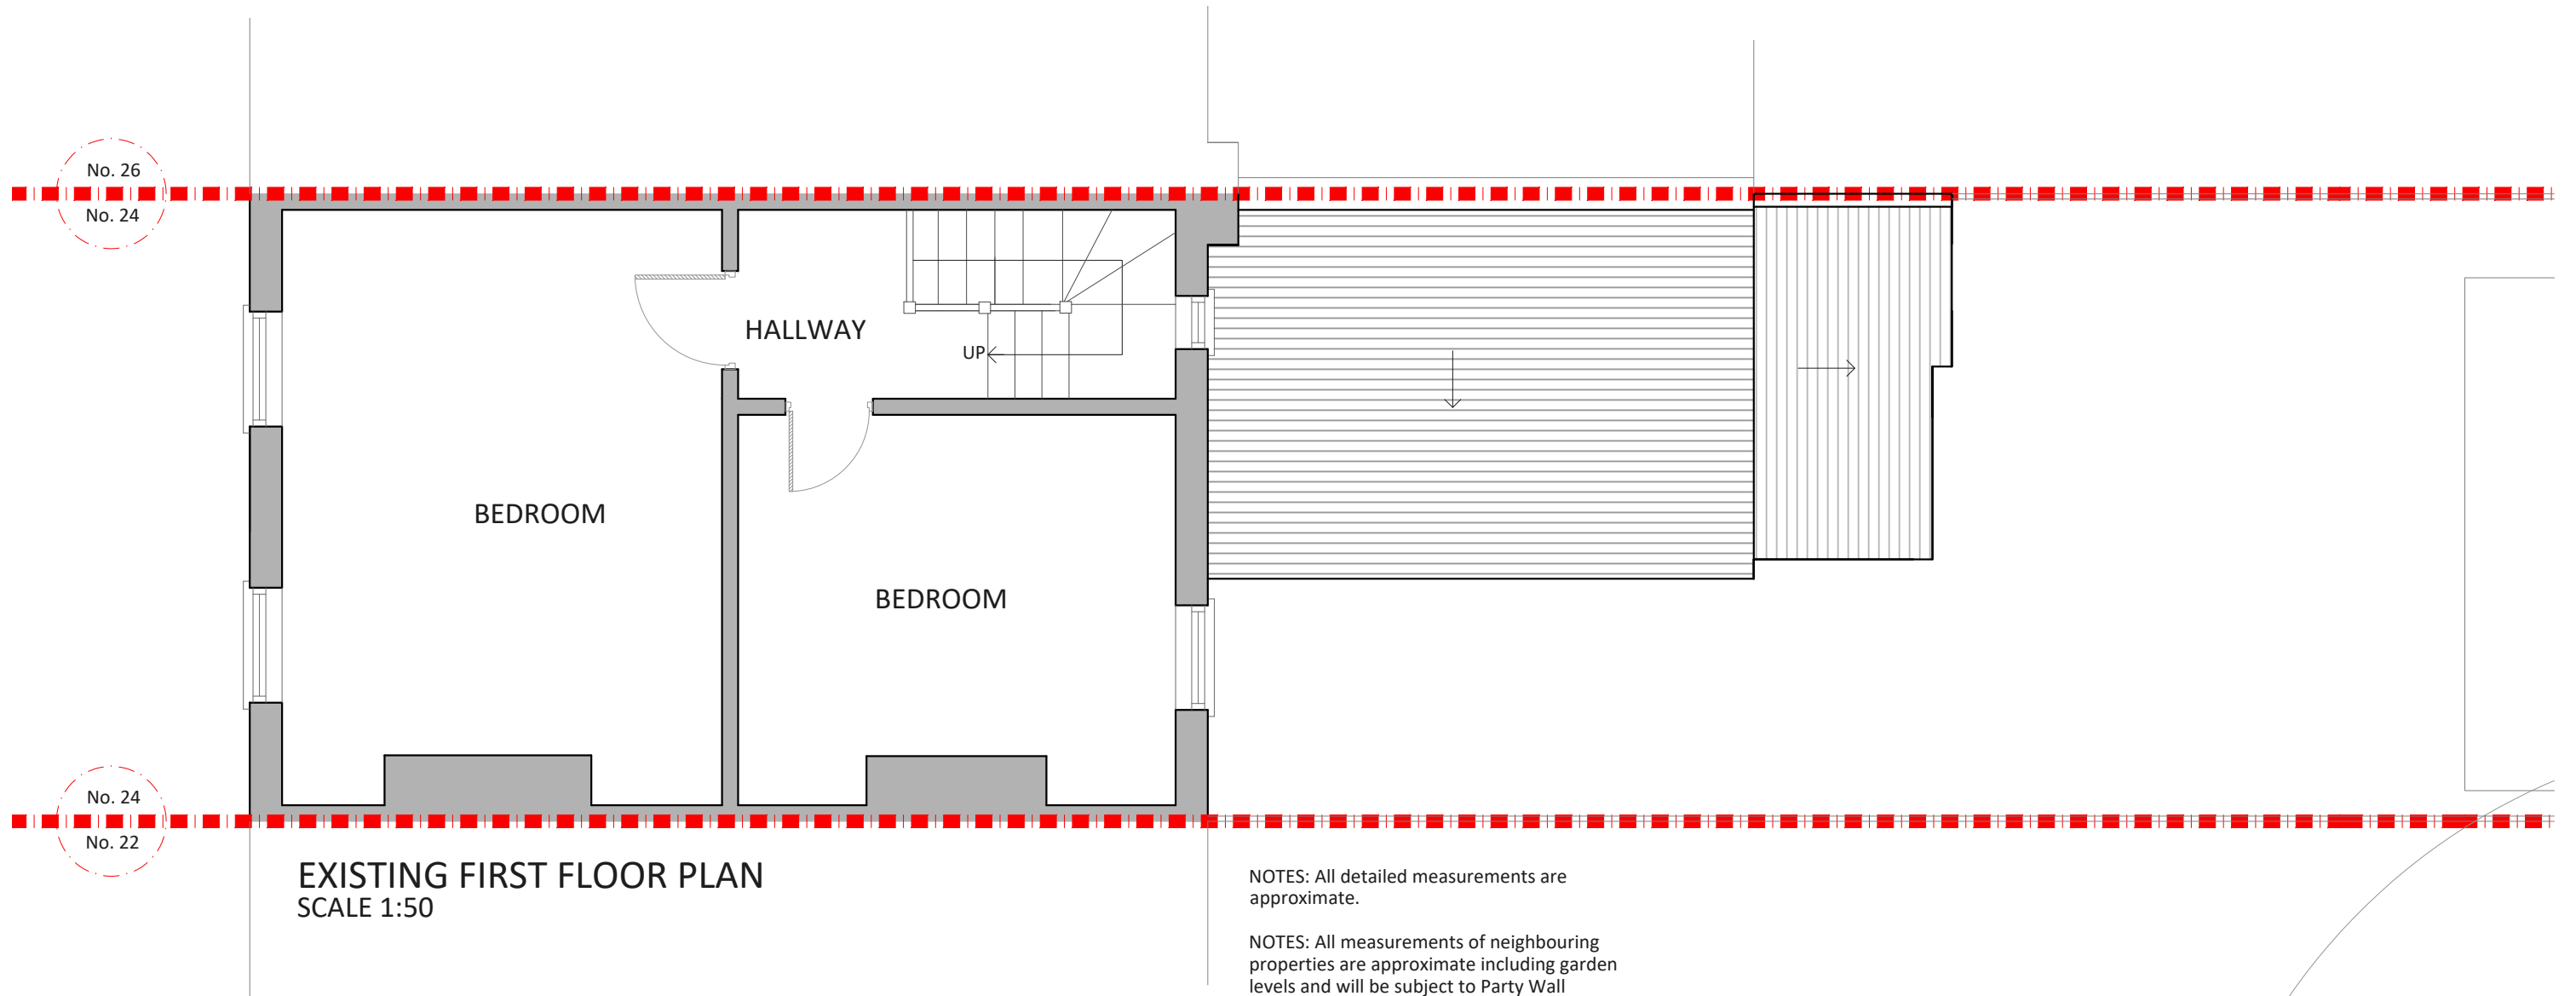 No. 26
No. 24
HALLWAY
UP
BEDROOM
BEDROOM
No. 24
No. 22
EXISTING FIRST FLOOR PLAN
SCALE 1:50
NOTES: All detailed measurements are
approximate.
NOTES: All measurements of neighbouring
properties are approximate including garden
levels and will be subject to Party Wall